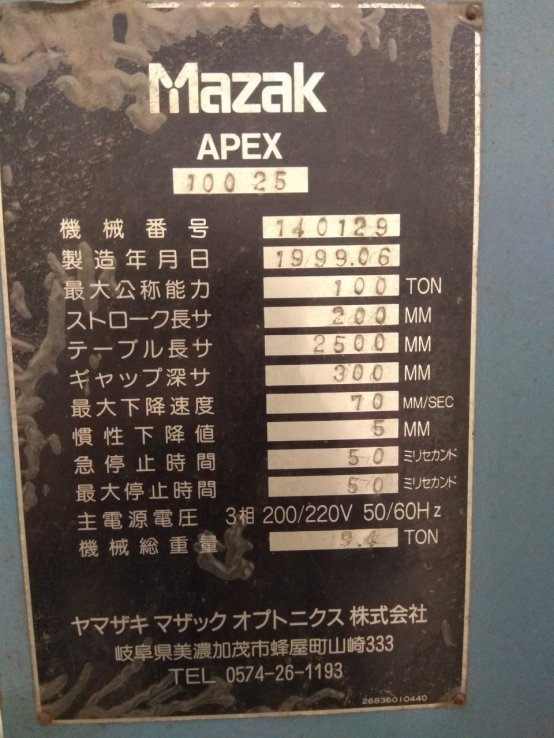 Mazak
APEX
100 25
機械番号 140129
製造年月日 1999.06
最大公称能力 100 TON
ストローク長サ 200 MM
テーブル長サ 2500 MM
ギャップ深サ 300 MM
最大下降速度 70 MM/SEC
慣性下降値 5 MM
急停止時間 50 ミリセカンド
最大停止時間 50 ミリセカンド
主電源電圧 3相 200/220V 50/60Hz
機械総重量 9.4 TON
ヤマザキ マザック オプトニクス 株式会社
岐阜県美濃加茂市蜂屋町山崎333
TEL 0574-26-1193
26836010440